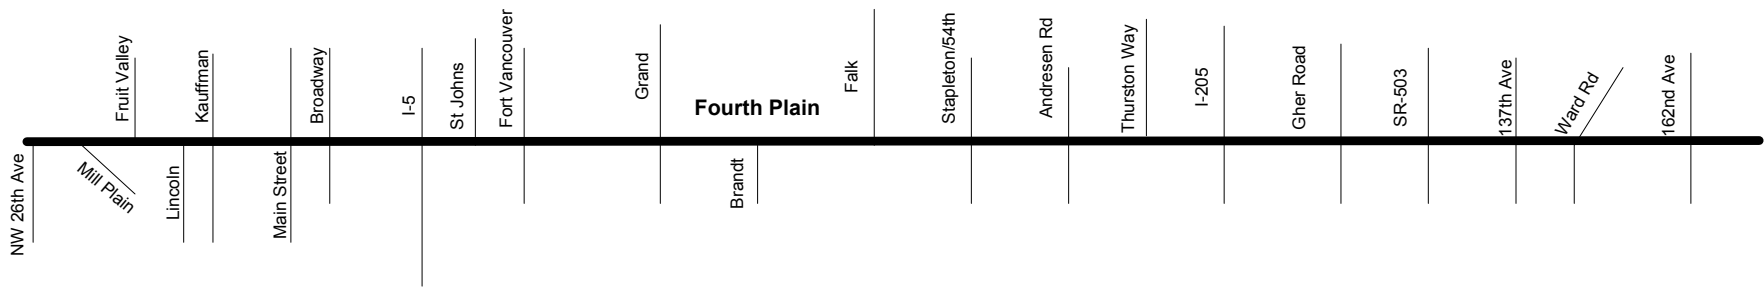 NW 26th Ave
Mill Plain
Fruit Valley
Lincoln
Kauffman
Main Street
Broadway
I-5
St Johns
Fort Vancouver
Grand
Fourth Plain
Brandt
Falk
Stapleton/54th
Andresen Rd
Thurston Way
I-205
Gher Road
SR-503
137th Ave
Ward Rd
162nd Ave